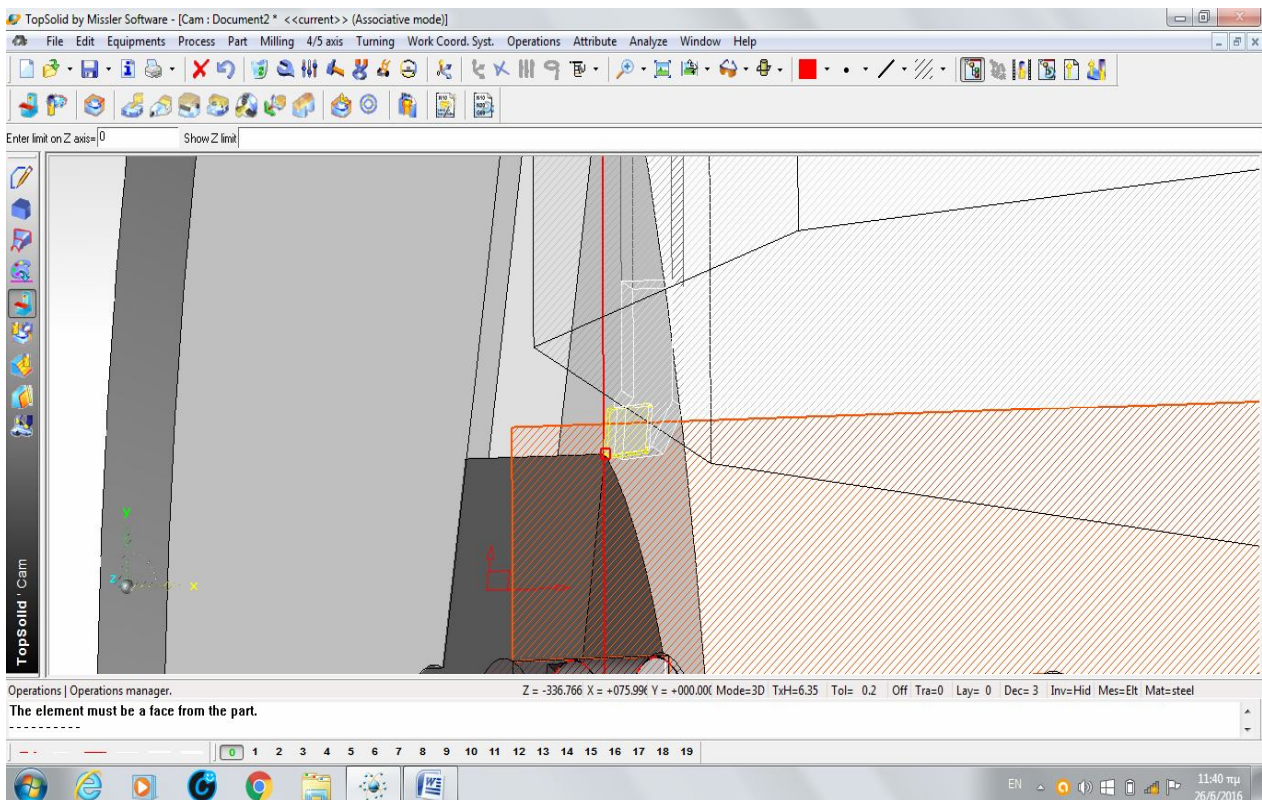 TopSolid by Missler Software - [Cam : Document2 * <<current>> (Associative mode)]
File Edit Equipments Process Part Milling 4/5 axis Turning Work Coord. Syst. Operations Attribute Analyze Window Help
Enter limit on Z axis= 0 Show Z limit
y
z x
TopSolid'Cam
Operations | Operations manager. Z = -336.766 X = +075.996 Y = +000.000 Mode=3D TxH=6.35 Tol= 0.2 Off Tra=0 Lay= 0 Dec= 3 Inv=Hid Mes=Elt Mat=steel
The element must be a face from the part.
----------
0 1 2 3 4 5 6 7 8 9 10 11 12 13 14 15 16 17 18 19
EN 11:40 πμ
26/6/2016